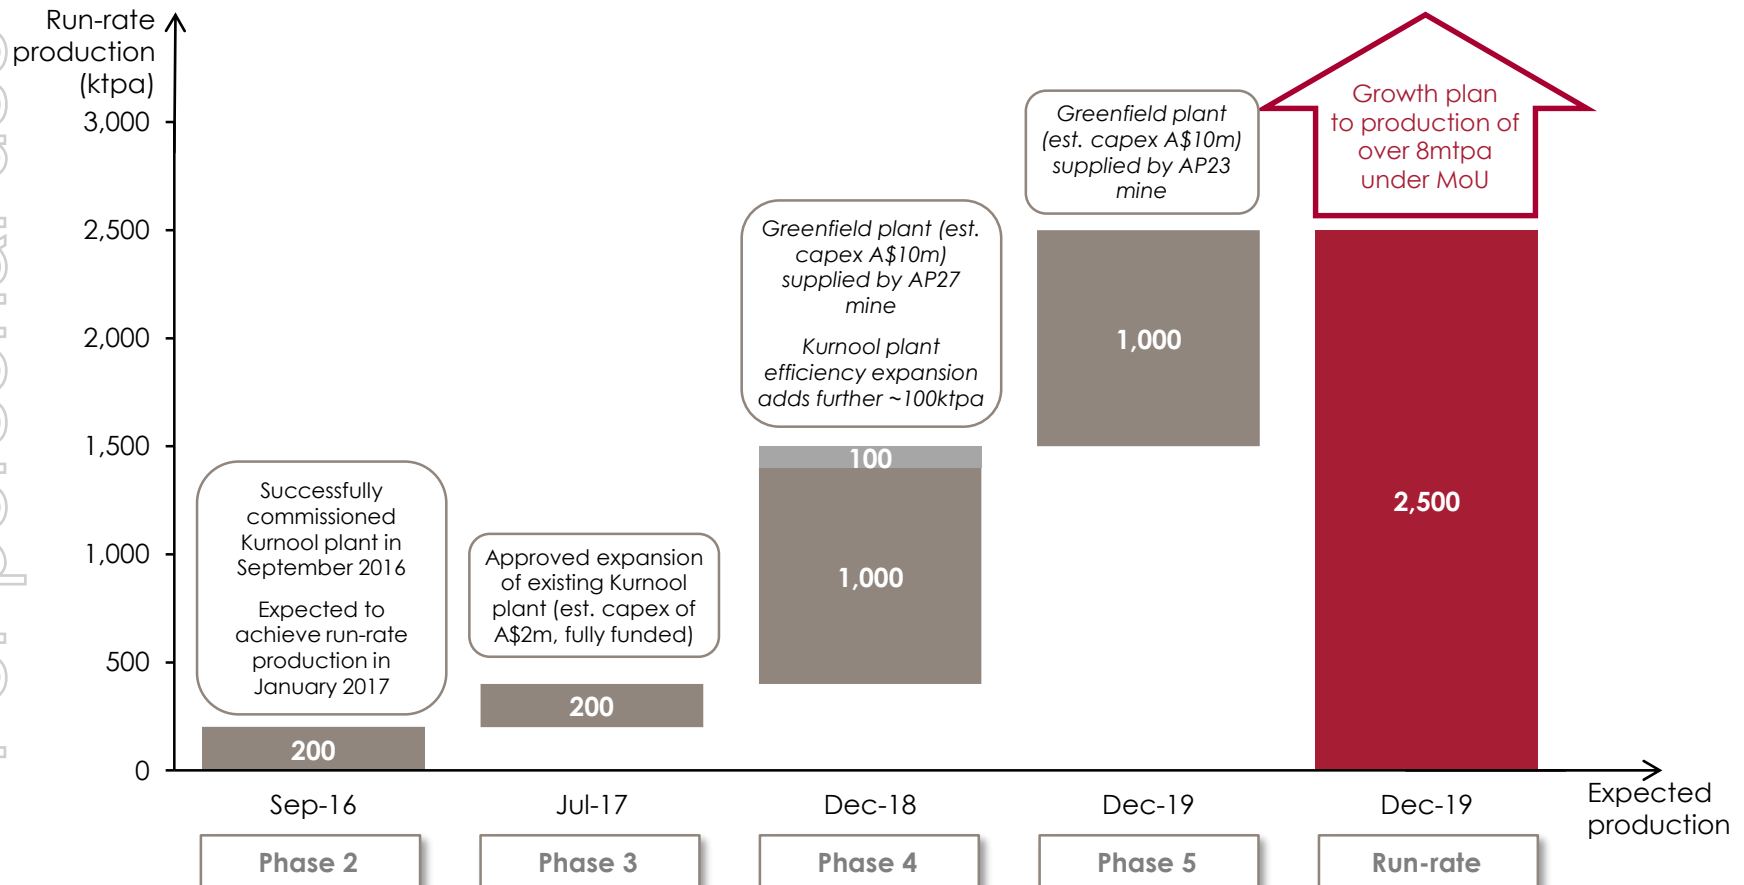 Run-rate
production
(ktpa)
3,000
2,500
2,000
1,500
1,000
500
0
Successfully
commissioned
Kurnool plant in
September 2016
Expected to
achieve run-rate
production in
January 2017
200
Approved expansion
of existing Kurnool
plant (est. capex of
A$2m, fully funded)
200
Greenfield plant (est.
capex A$10m)
supplied by AP27
mine
Kurnool plant
efficiency expansion
adds further ~100ktpa
100
1,000
Greenfield plant
(est. capex A$10m)
supplied by AP23
mine
1,000
Growth plan
to production of
over 8mtpa
under MoU
2,500
Sep-16
Jul-17
Dec-18
Dec-19
Dec-19
Expected
production
Phase 2
Phase 3
Phase 4
Phase 5
Run-rate